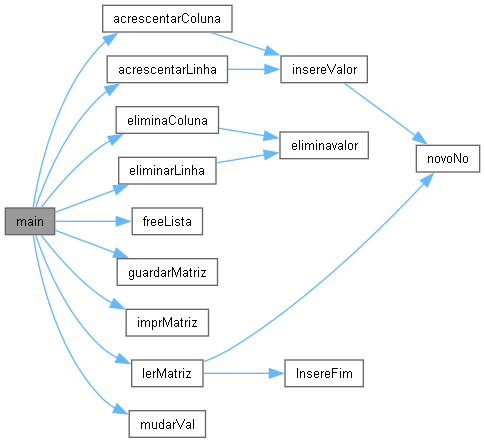 main
acrescentarColuna
acrescentarLinha
eliminaColuna
eliminarLinha
freeLista
guardarMatriz
imprMatriz
lerMatriz
mudarVal
insereValor
eliminavalor
InsereFim
novoNo